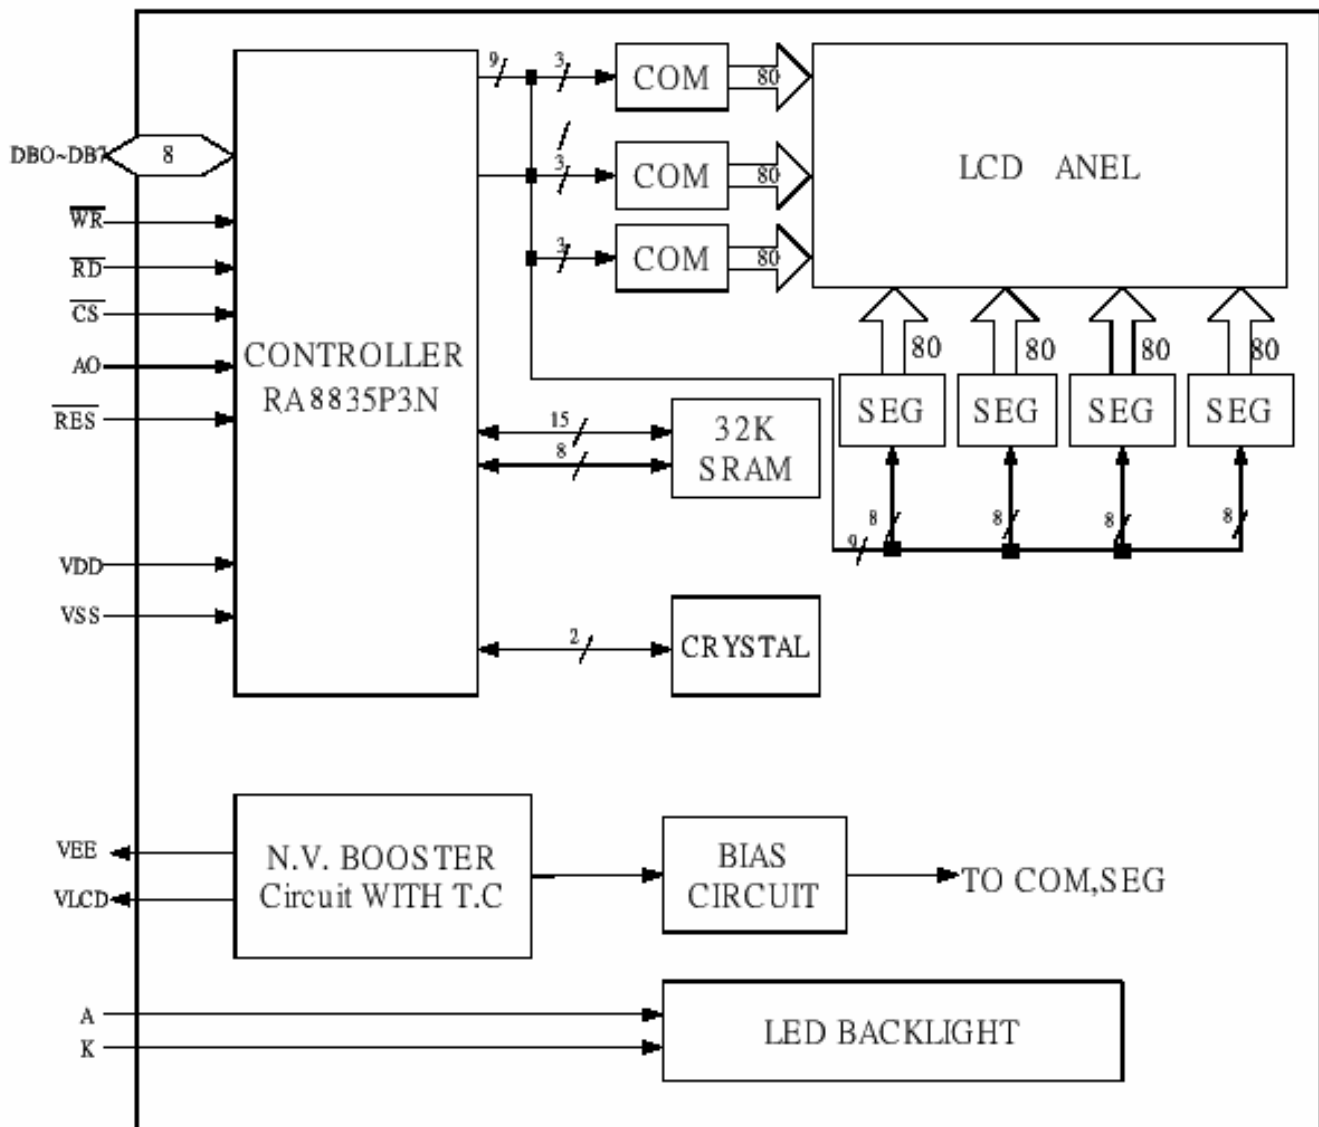 9
3
COM
80
DBO~DB7
8
3
COM
80
LCD ANEL
WR
RD
3
COM
80
CS
AO
RES
CONTROLLER
RA8835P3N
80
80
80
80
SEG
SEG
SEG
SEG
15
8
32K
SRAM
9
8
8
8
8
VDD
VSS
2
CRYSTAL
VEE
VLCD
N.V. BOOSTER
Circuit WITH T.C
BIAS
CIRCUIT
TO COM,SEG
A
K
LED BACKLIGHT